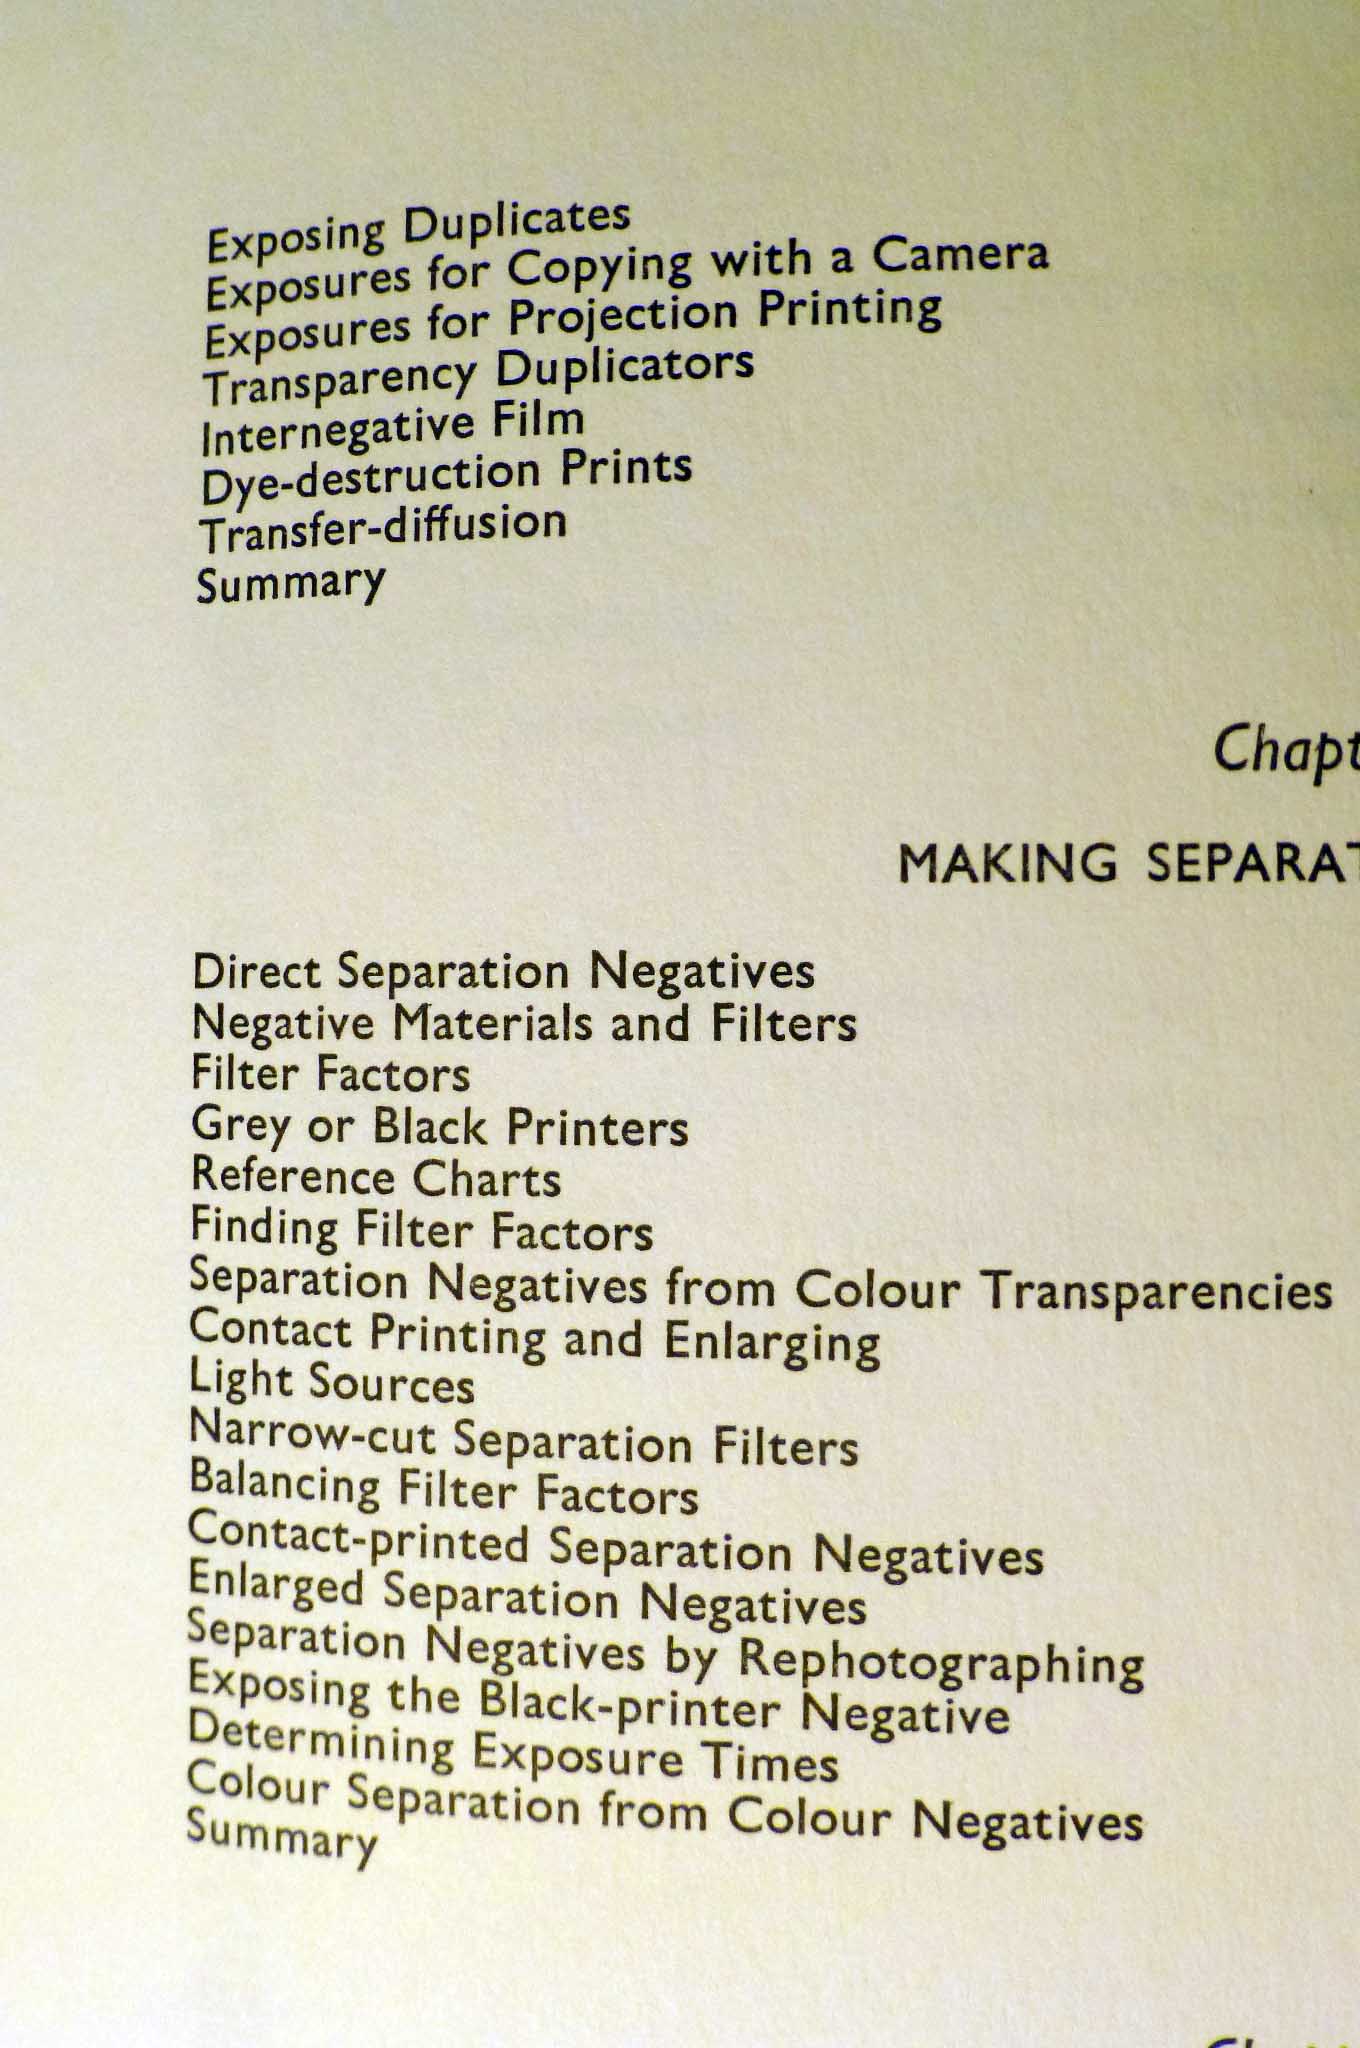 Exposing Duplicates
Exposures for Copying with a Camera
Exposures for Projection Printing
Transparency Duplicators
Internegative Film
Dye-destruction Prints
Transfer-diffusion
Summary
Chapt
MAKING SEPARAT
Direct Separation Negatives
Negative Materials and Filters
Filter Factors
Grey or Black Printers
Reference Charts
Finding Filter Factors
Separation Negatives from Colour Transparencies
Contact Printing and Enlarging
Light Sources
Narrow-cut Separation Filters
Balancing Filter Factors
Contact-printed Separation Negatives
Enlarged Separation Negatives
Separation Negatives by Rephotographing
Exposing the Black-printer Negative
Determining Exposure Times
Colour Separation from Colour Negatives
Summary